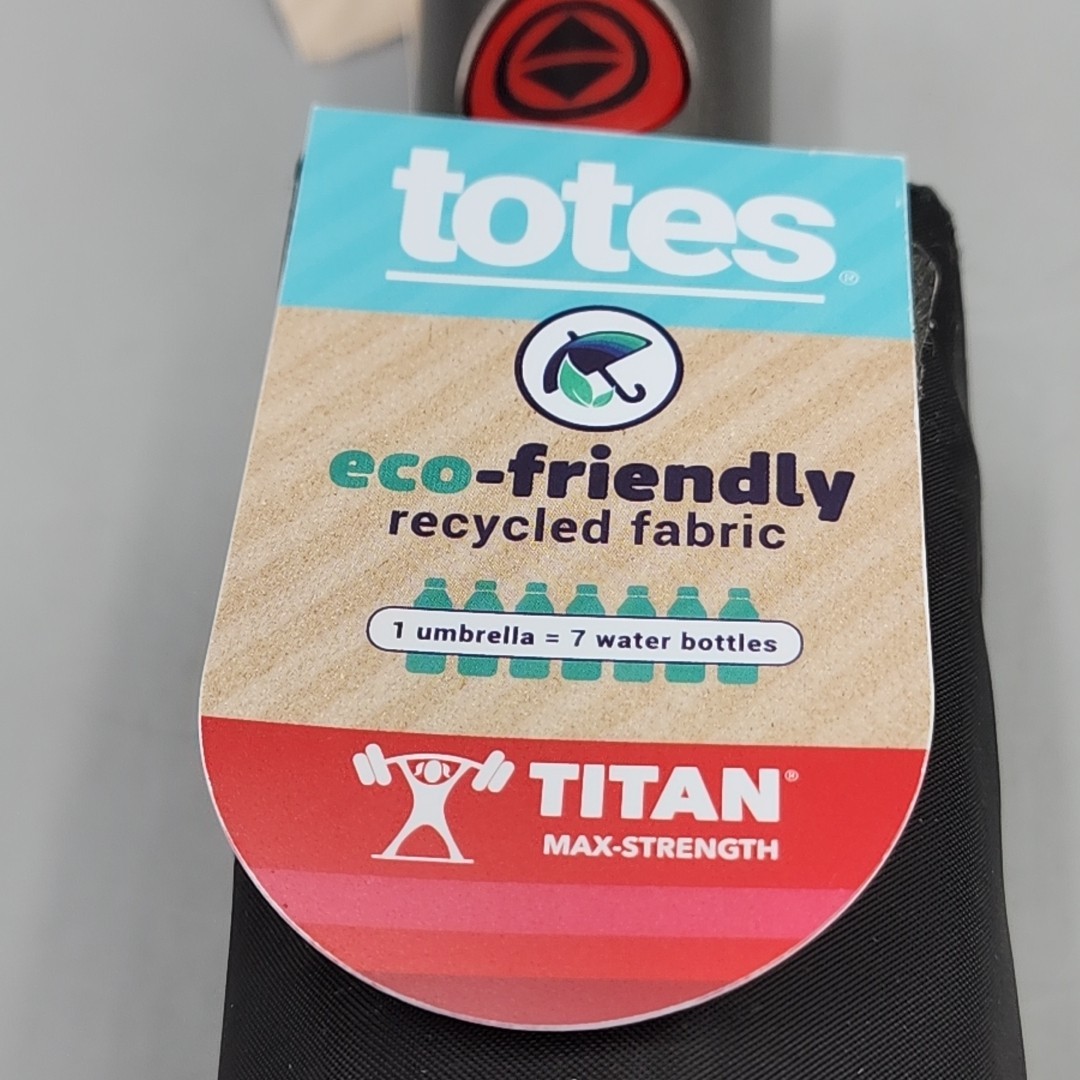 totes®
eco-friendly
recycled fabric
1 umbrella = 7 water bottles
TITAN®
MAX-STRENGTH